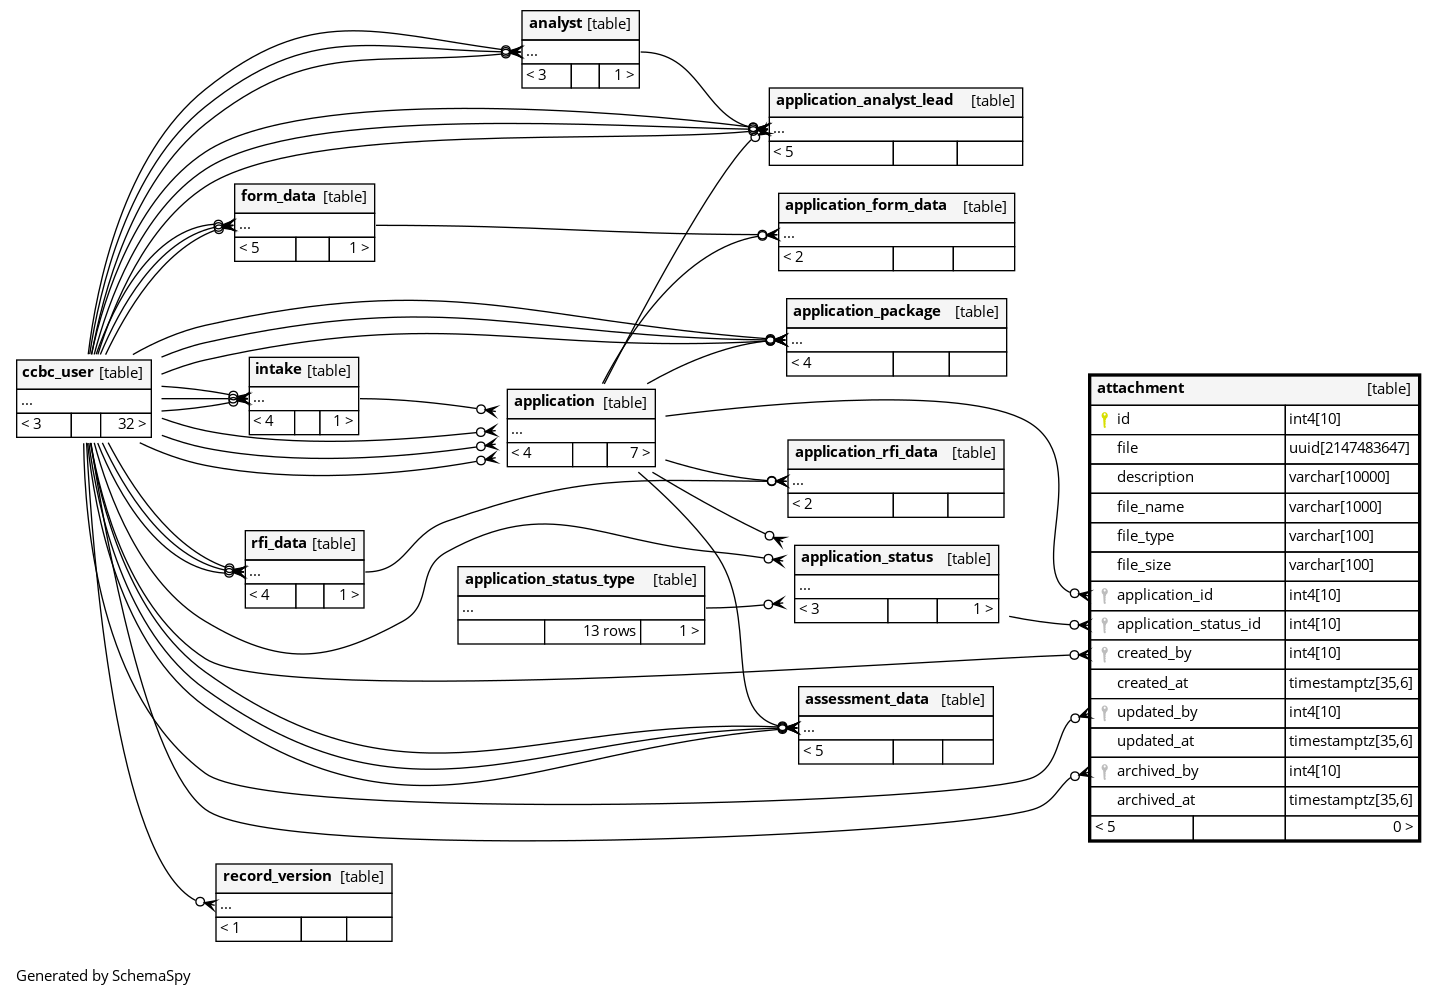 analyst [table]
...
< 3 1 >
application_analyst_lead [table]
...
< 5
form_data [table]
...
< 5 1 >
application_form_data [table]
...
< 2
application_package [table]
...
< 4
ccbc_user [table]
...
< 3 32 >
intake [table]
...
< 4 1 >
application [table]
...
< 4 7 >
application_rfi_data [table]
...
< 2
rfi_data [table]
...
< 4 1 >
application_status_type [table]
...
13 rows 1 >
application_status [table]
...
< 3 1 >
assessment_data [table]
...
< 5
attachment [table]
id int4[10]
file uuid[2147483647]
description varchar[10000]
file_name varchar[1000]
file_type varchar[100]
file_size varchar[100]
application_id int4[10]
application_status_id int4[10]
created_by int4[10]
created_at timestamptz[35,6]
updated_by int4[10]
updated_at timestamptz[35,6]
archived_by int4[10]
archived_at timestamptz[35,6]
< 5 0 >
record_version [table]
...
< 1
Generated by SchemaSpy